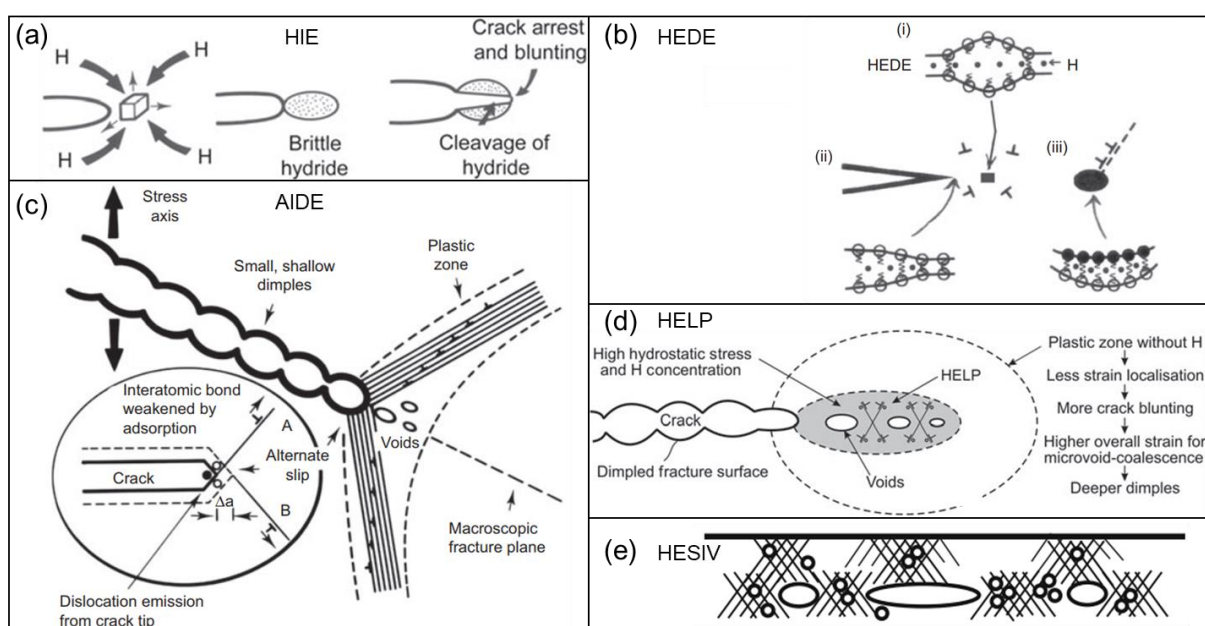 (a)
HIE
H
H
H
H
Brittle
hydride
Crack arrest
and blunting
Cleavage of
hydride
(b)
HEDE
(i)
HEDE
H
(ii)
(iii)
(c)
AIDE
Stress
axis
Small, shallow
dimples
Plastic
zone
Interatomic bond
weakened by
adsorption
A
Alternate
slip
Voids
Crack
Δa
B
Macroscopic
fracture plane
Dislocation emission
from crack tip
(d)
HELP
High hydrostatic stress
and H concentration
HELP
Crack
Dimpled fracture surface
Voids
Plastic zone without H
Less strain localisation
More crack blunting
Higher overall strain for
microvoid-coalescence
Deeper dimples
(e)
HESIV